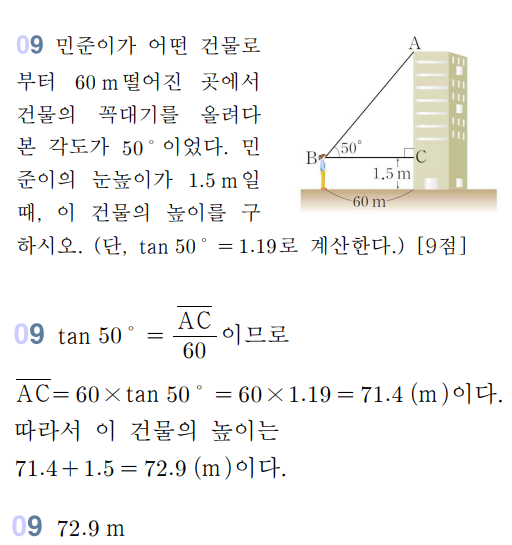 09 민준이가 어떤 건물로
부터 60 m떨어진 곳에서
건물의 꼭대기를 올려다
본 각도가 50°이었다. 민
준이의 눈높이가 1.5 m일
때, 이 건물의 높이를 구
하시오. (단, tan 50° = 1.19로 계산한다.) [9점]
A
B
50°
C
1.5 m
60 m
09 tan 50° = \frac{\overline{AC}}{60} 이므로
\overline{AC} = 60 × tan 50° = 60 × 1.19 = 71.4 (m)이다.
따라서 이 건물의 높이는
71.4 + 1.5 = 72.9 (m)이다.
09 72.9 m